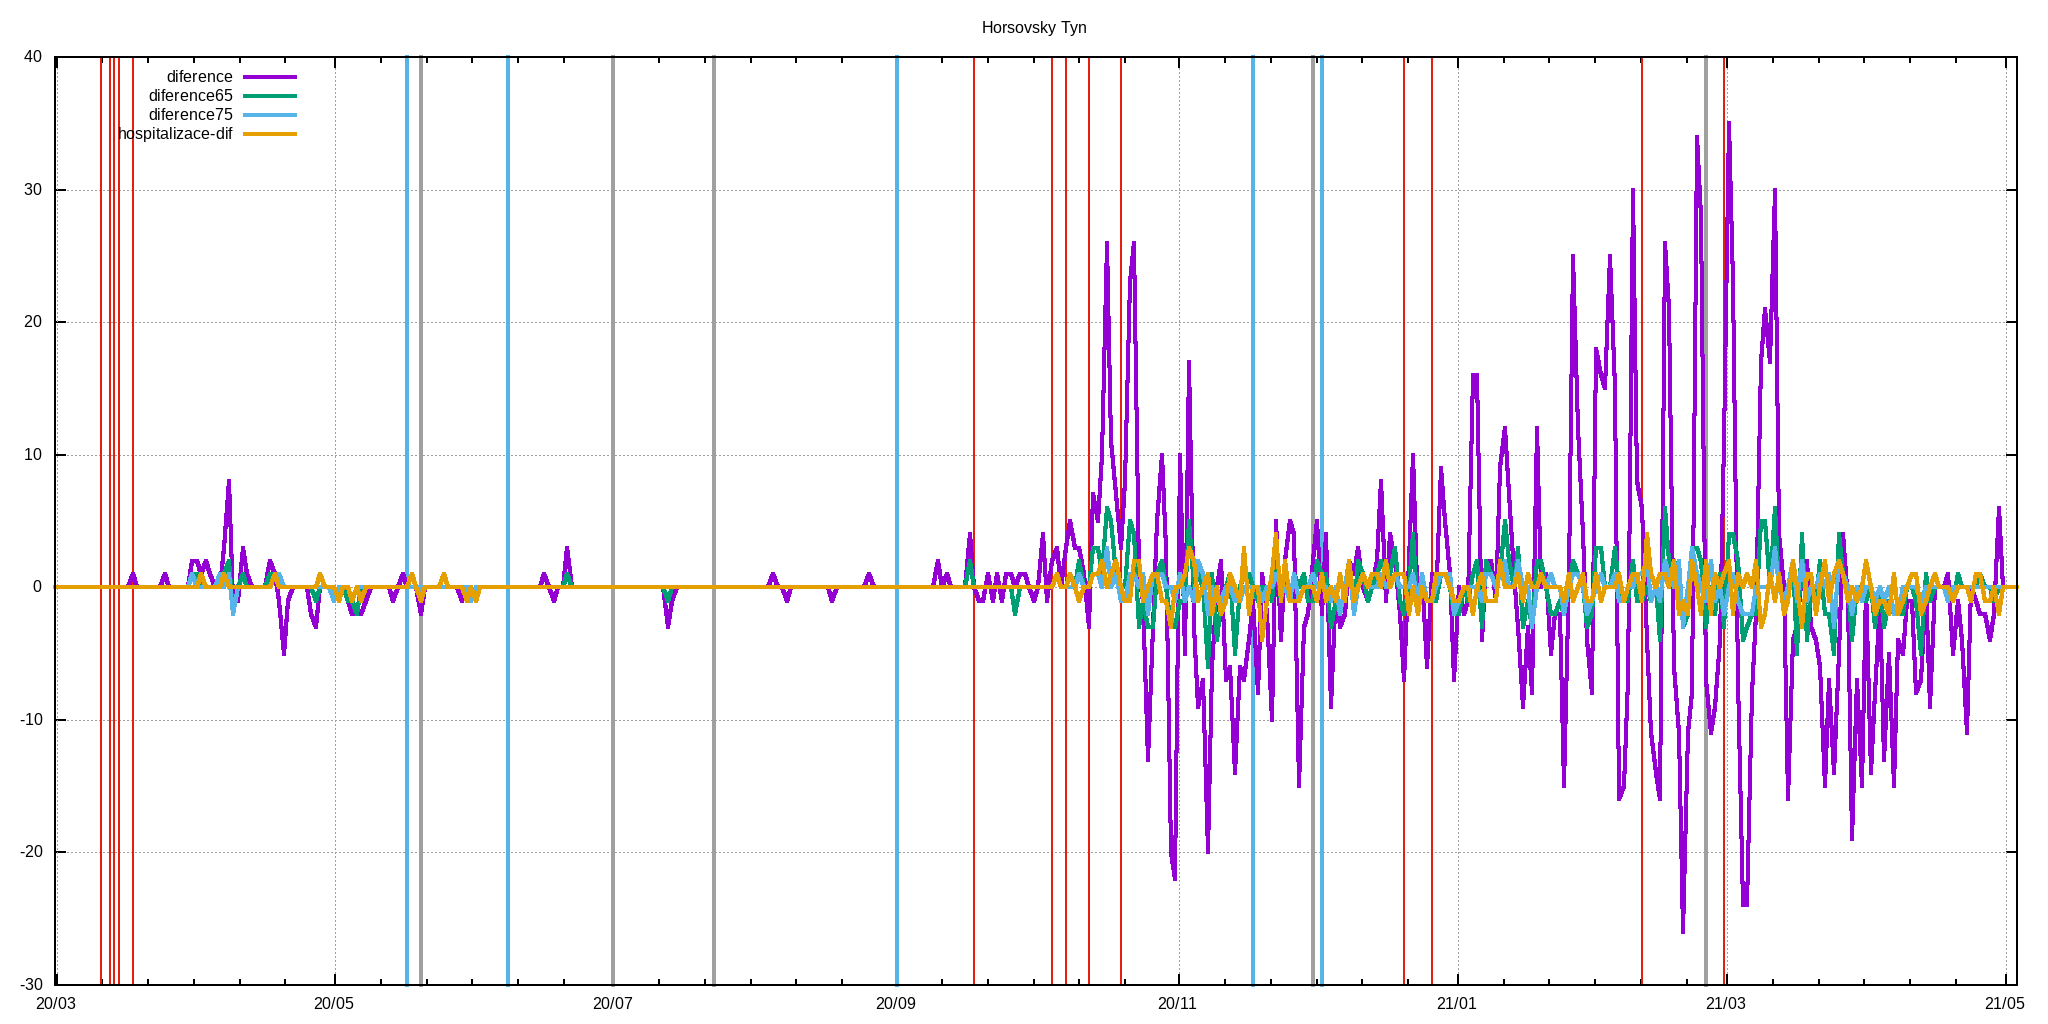 Horsovsky Tyn
diference
diference65
diference75
hospitalizace-dif
40
30
20
10
0
-10
-20
-30
20/03 20/05 20/07 20/09 20/11 21/01 21/03 21/05